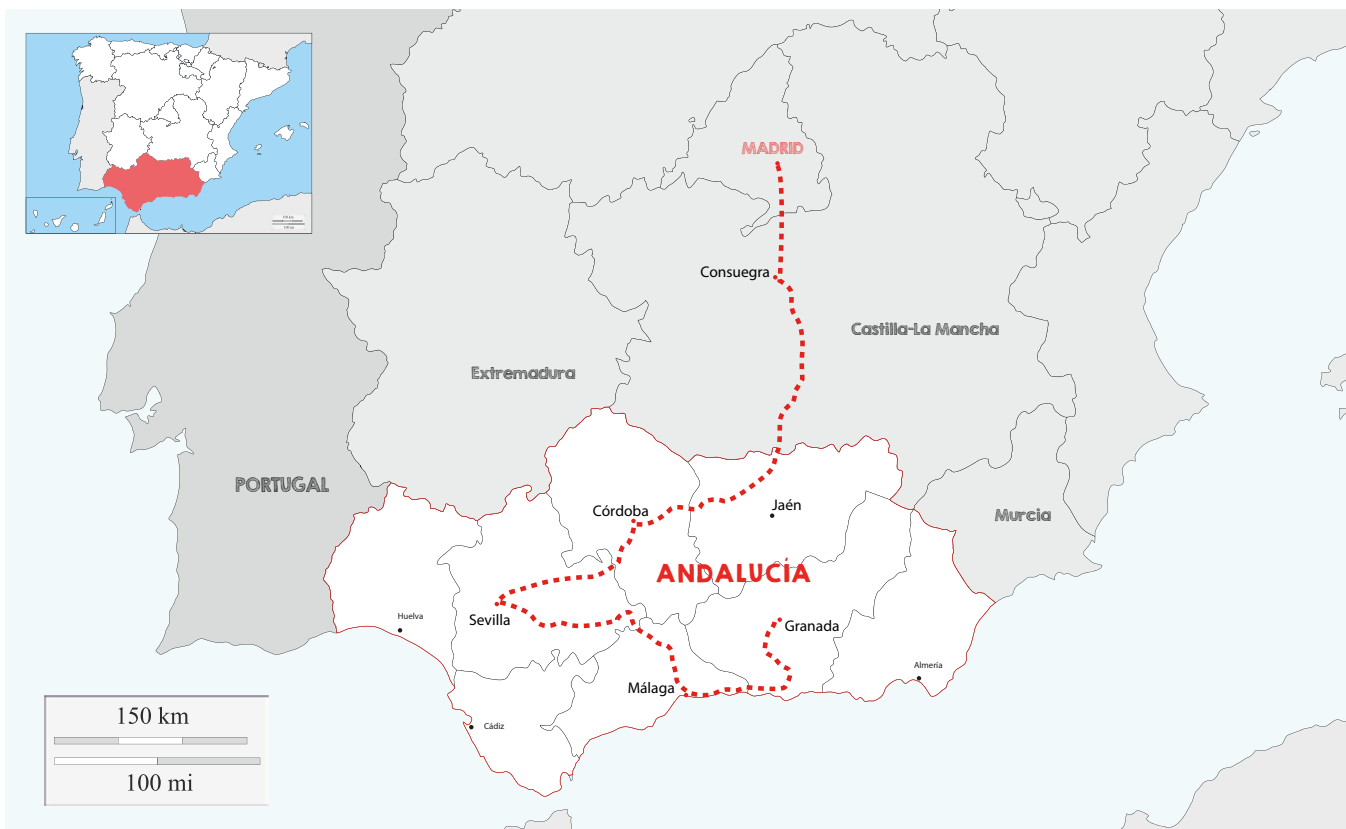 MADRID
Consuegra
Castilla-La Mancha
Extremadura
PORTUGAL
Córdoba
Jaén
Murcia
ANDALUCÍA
Huelva
Sevilla
Granada
Málaga
Almería
Cádiz
150 km
100 mi